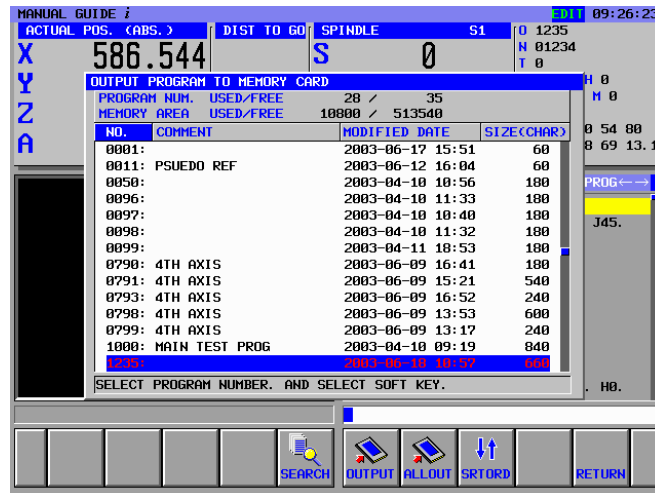 MANUAL GUIDE i EDIT 09:26:23
ACTUAL POS. (ABS.) DIST TO GO SPINDLE S1 O 1235
N 01234
X 586.544 S 0 T 0
Y H 0
M 0
Z
A
0 54 80
8 69 13.1
OUTPUT PROGRAM TO MEMORY CARD
PROGRAM NUM. USED/FREE 28 / 35
MEMORY AREA USED/FREE 10800 / 513540
NO. COMMENT MODIFIED DATE SIZE(CHAR)
0001: 2003-06-17 15:51 60
0011: PSUEDO REF 2003-06-12 16:04 60
0050: 2003-04-10 10:56 180
0096: 2003-04-10 11:33 180
0097: 2003-04-10 10:40 180
0098: 2003-04-10 11:32 180
0099: 2003-04-11 18:53 180
0790: 4TH AXIS 2003-06-09 16:41 180
0791: 4TH AXIS 2003-06-09 15:21 540
0793: 4TH AXIS 2003-06-09 16:52 240
0798: 4TH AXIS 2003-06-09 13:53 600
0799: 4TH AXIS 2003-06-09 13:17 240
1000: MAIN TEST PROG 2003-04-10 09:19 840
1235: 2003-06-18 10:57 660
SELECT PROGRAM NUMBER. AND SELECT SOFT KEY.
PROG←→
J45.
. H0.
SEARCH OUTPUT ALLOUT SRTORD RETURN